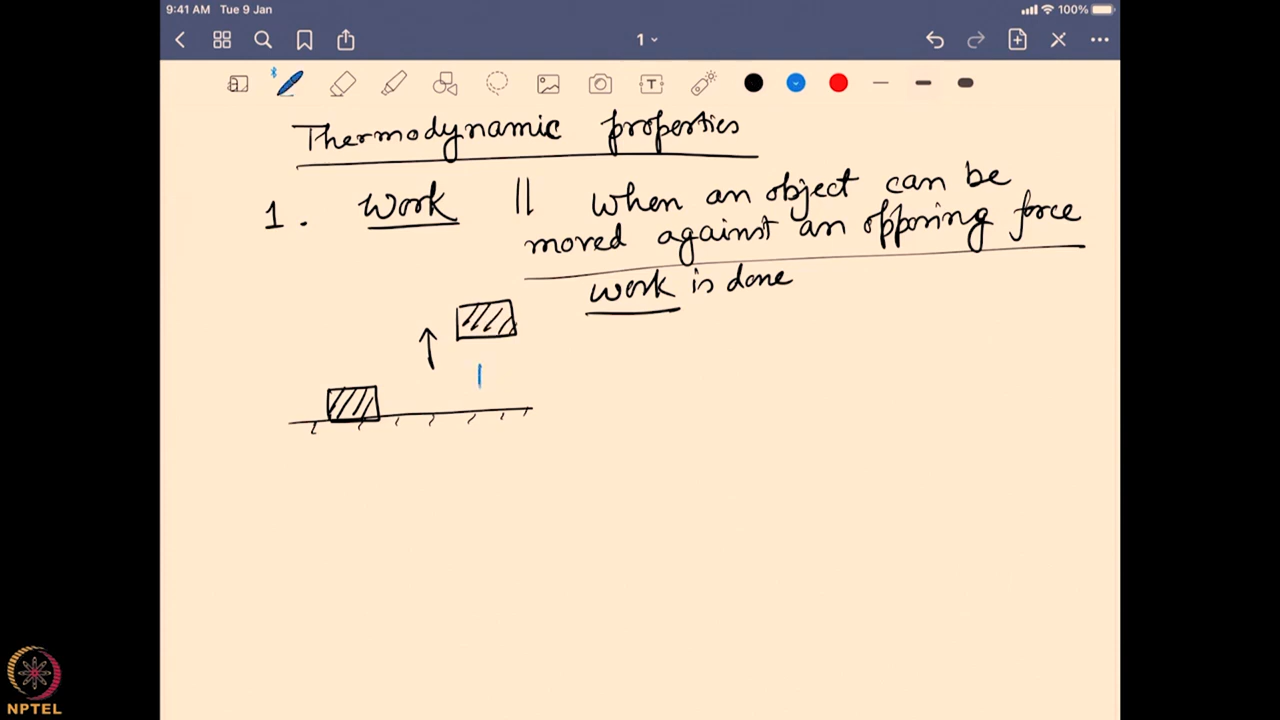 9:41 AM Tue 9 Jan
100%
1
T
Thermodynamic properties
1. Work || when an object can be
moved against an opposing force
work is done
NPTEL